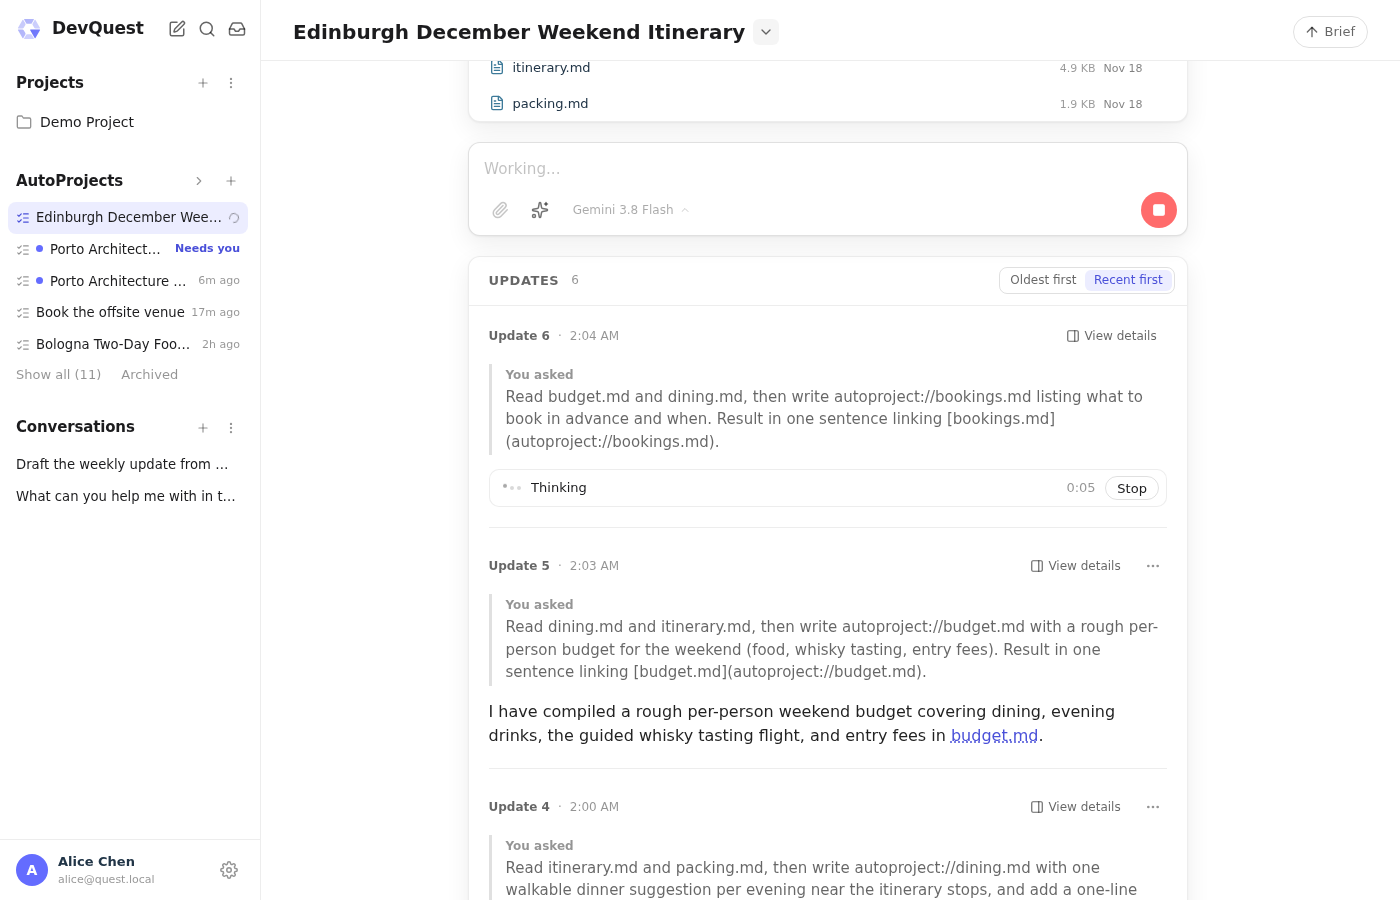 DevQuest
Projects
Demo Project
AutoProjects
Edinburgh December Wee...
Porto Architect... Needs you
Porto Architecture ... 6m ago
Book the offsite venue 17m ago
Bologna Two-Day Foo... 2h ago
Show all (11) Archived
Conversations
Draft the weekly update from ...
What can you help me with in t...
A
Alice Chen
alice@quest.local
Edinburgh December Weekend Itinerary
Brief
itinerary.md 4.9 KB Nov 18
packing.md 1.9 KB Nov 18
Working...
Gemini 3.8 Flash
UPDATES 6
Oldest first Recent first
Update 6 · 2:04 AM View details
You asked
Read budget.md and dining.md, then write autoproject://bookings.md listing what to
book in advance and when. Result in one sentence linking [bookings.md]
(autoproject://bookings.md).
Thinking 0:05 Stop
Update 5 · 2:03 AM View details
You asked
Read dining.md and itinerary.md, then write autoproject://budget.md with a rough per-
person budget for the weekend (food, whisky tasting, entry fees). Result in one
sentence linking [budget.md](autoproject://budget.md).
I have compiled a rough per-person weekend budget covering dining, evening
drinks, the guided whisky tasting flight, and entry fees in budget.md.
Update 4 · 2:00 AM View details
You asked
Read itinerary.md and packing.md, then write autoproject://dining.md with one
walkable dinner suggestion per evening near the itinerary stops, and add a one-line